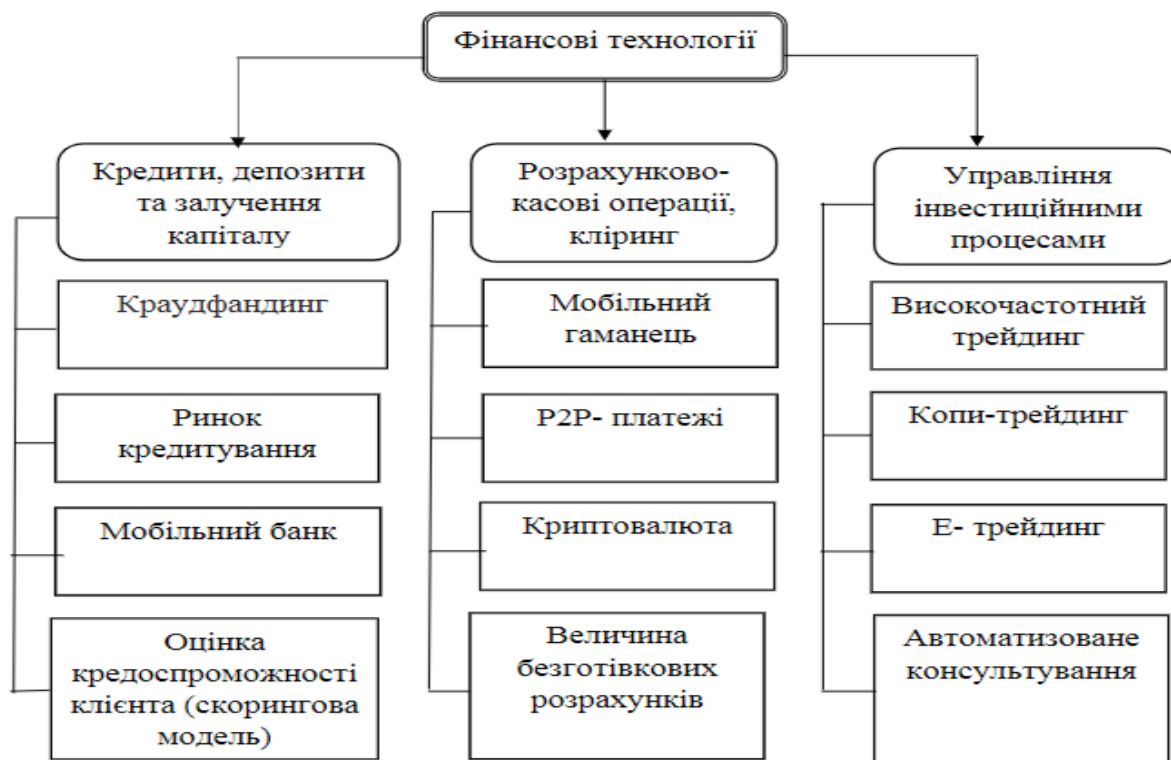 Фінансові технології
Кредити, депозити
та залучення
капіталу
Краудфандинг
Ринок
кредитування
Мобільний банк
Оцінка
кредоспроможності
клієнта (скорингова
модель)
Розрахунково-
касові операції,
кліринг
Мобільний
гаманець
P2P- платежі
Криптовалюта
Величина
безготівкових
розрахунків
Управління
інвестиційними
процесами
Високочастотний
трейдинг
Копи-трейдинг
Е- трейдинг
Автоматизоване
консультування